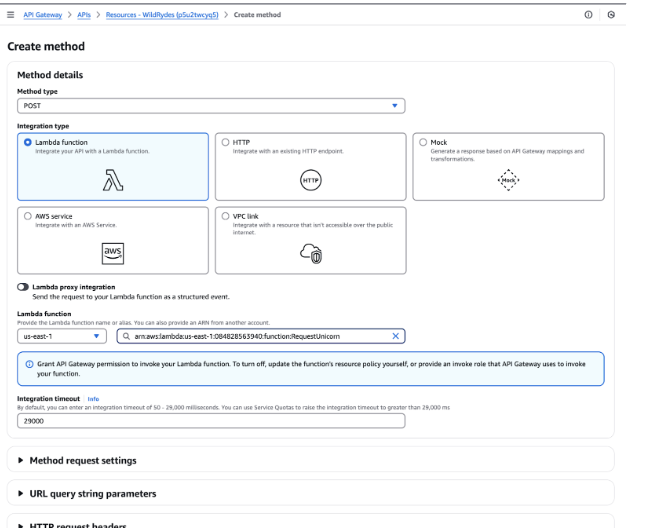 API Gateway > APIs > Resources - WildRydes (p5u2twcyq5) > Create method
Create method
Method details
Method type
POST
Integration type
Lambda function
Integrate your API with a Lambda function.
HTTP
Integrate with an existing HTTP endpoint.
HTTP
Mock
Generate a response based on API Gateway mappings and
transformations.
Mock
AWS service
Integrate with an AWS Service.
aws
VPC link
Integrate with a resource that isn't accessible over the public
internet.
Lambda proxy integration
Send the request to your Lambda function as a structured event.
Lambda function
Provide the Lambda function name or alias. You can also provide an ARN from another account.
us-east-1
arn:aws:lambda:us-east-1:084828563940:function:RequestUnicorn
Grant API Gateway permission to invoke your Lambda function. To turn off, update the function's resource policy yourself, or provide an invoke role that API Gateway uses to invoke
your function.
Integration timeout Info
By default, you can enter an integration timeout of 50 - 29,000 milliseconds. You can use Service Quotas to raise the integration timeout to greater than 29,000 ms
29000
Method request settings
URL query string parameters
HTTP request headers